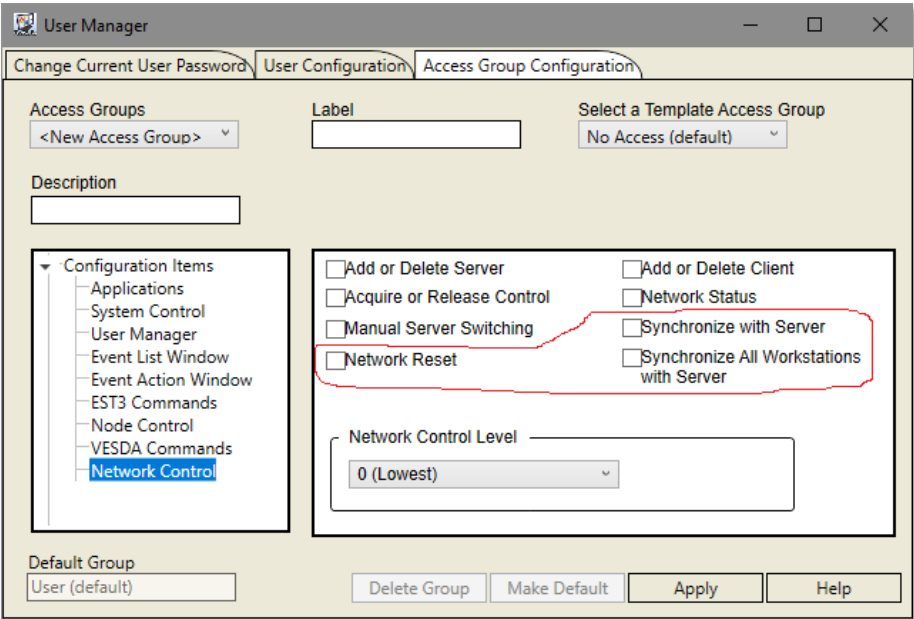 User Manager
Change Current User Password User Configuration Access Group Configuration
Access Groups Label Select a Template Access Group
<New Access Group> No Access (default)
Description
Configuration Items
Applications
System Control
User Manager
Event List Window
Event Action Window
EST3 Commands
Node Control
VESDA Commands
Network Control
Add or Delete Server Add or Delete Client
Acquire or Release Control Network Status
Manual Server Switching Synchronize with Server
Network Reset Synchronize All Workstations
with Server
Network Control Level
0 (Lowest)
Default Group
User (default) Delete Group Make Default Apply Help